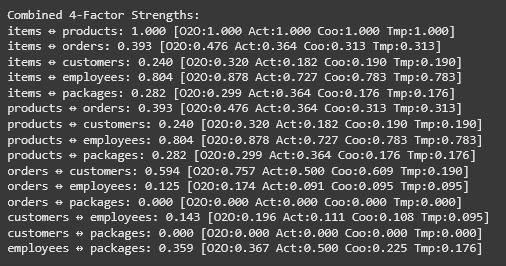 Combined 4-Factor Strengths:
items ↔ products: 1.000 [O2O:1.000 Act:1.000 Coo:1.000 Tmp:1.000]
items ↔ orders: 0.393 [O2O:0.476 Act:0.364 Coo:0.313 Tmp:0.313]
items ↔ customers: 0.240 [O2O:0.320 Act:0.182 Coo:0.190 Tmp:0.190]
items ↔ employees: 0.804 [O2O:0.878 Act:0.727 Coo:0.783 Tmp:0.783]
items ↔ packages: 0.282 [O2O:0.299 Act:0.364 Coo:0.176 Tmp:0.176]
products ↔ orders: 0.393 [O2O:0.476 Act:0.364 Coo:0.313 Tmp:0.313]
products ↔ customers: 0.240 [O2O:0.320 Act:0.182 Coo:0.190 Tmp:0.190]
products ↔ employees: 0.804 [O2O:0.878 Act:0.727 Coo:0.783 Tmp:0.783]
products ↔ packages: 0.282 [O2O:0.299 Act:0.364 Coo:0.176 Tmp:0.176]
orders ↔ customers: 0.594 [O2O:0.757 Act:0.500 Coo:0.609 Tmp:0.190]
orders ↔ employees: 0.125 [O2O:0.174 Act:0.091 Coo:0.095 Tmp:0.095]
orders ↔ packages: 0.000 [O2O:0.000 Act:0.000 Coo:0.000 Tmp:0.000]
customers ↔ employees: 0.143 [O2O:0.196 Act:0.111 Coo:0.108 Tmp:0.095]
customers ↔ packages: 0.000 [O2O:0.000 Act:0.000 Coo:0.000 Tmp:0.000]
employees ↔ packages: 0.359 [O2O:0.367 Act:0.500 Coo:0.225 Tmp:0.176]